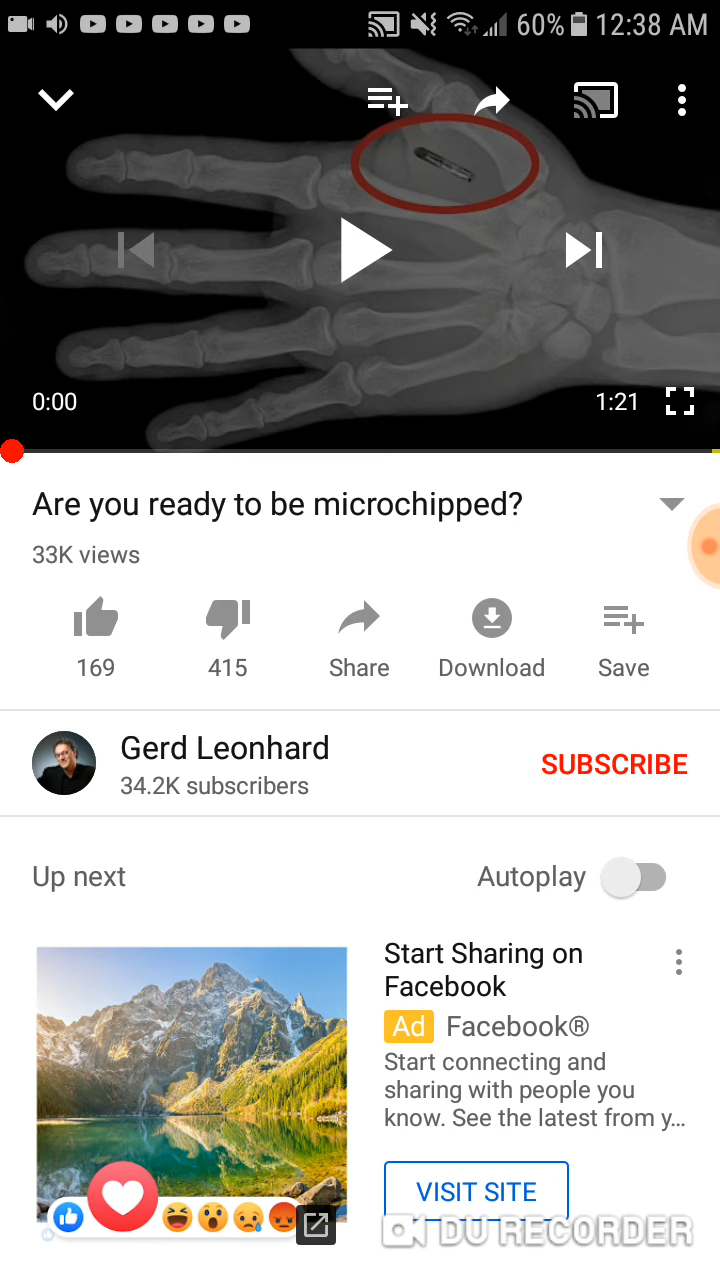 60% 12:38 AM
0:00 1:21
Are you ready to be microchipped?
33K views
169 415 Share Download Save
Gerd Leonhard
34.2K subscribers
SUBSCRIBE
Up next Autoplay
Start Sharing on
Facebook
Ad Facebook®
Start connecting and
sharing with people you
know. See the latest from y...
VISIT SITE
DU RECORDER